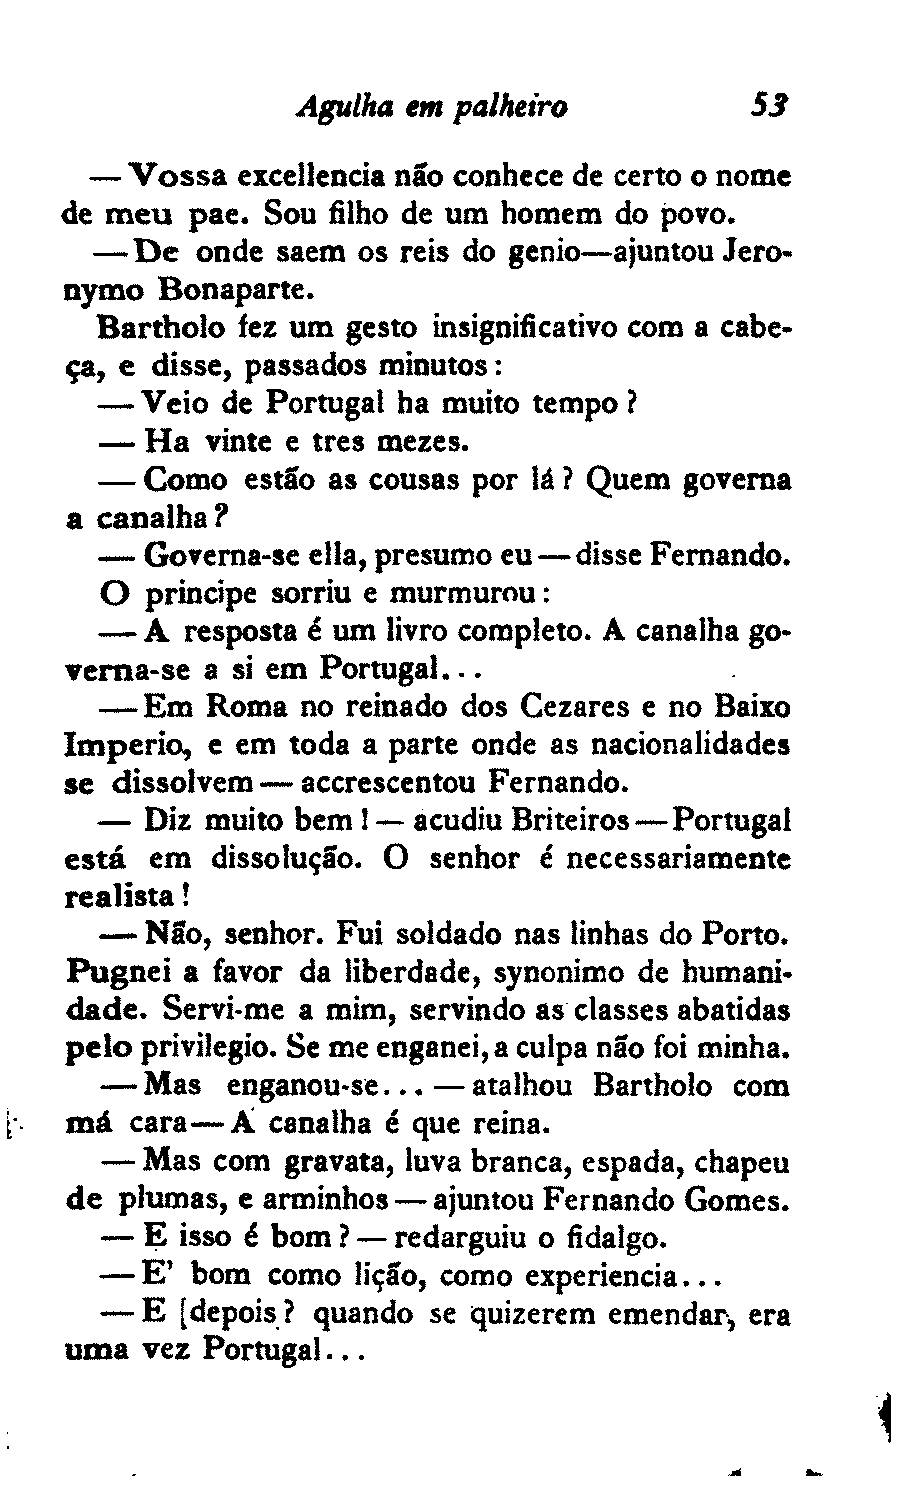 Agulha em palheiro 53
— Vossa excellencia não conhece de certo o nome
de meu pae. Sou filho de um homem do povo.
— De onde saem os reis do genio—ajuntou Jero-
nymo Bonaparte.
Bartholo fez um gesto insignificativo com a cabe-
ça, e disse, passados minutos:
— Veio de Portugal ha muito tempo?
— Ha vinte e tres mezes.
— Como estão as cousas por lá? Quem governa
a canalha?
— Governa-se ella, presumo eu — disse Fernando.
O principe sorriu e murmurou:
— A resposta é um livro completo. A canalha go-
verna-se a si em Portugal...
— Em Roma no reinado dos Cezares e no Baixo
Imperio, e em toda a parte onde as nacionalidades
se dissolvem — accrescentou Fernando.
— Diz muito bem! — acudiu Briteiros — Portugal
está em dissolução. O senhor é necessariamente
realista!
— Não, senhor. Fui soldado nas linhas do Porto.
Pugnei a favor da liberdade, synonimo de humani-
dade. Servi-me a mim, servindo as classes abatidas
pelo privilegio. Se me enganei, a culpa não foi minha.
— Mas enganou-se... — atalhou Bartholo com
má cara — A canalha é que reina.
— Mas com gravata, luva branca, espada, chapeu
de plumas, e arminhos — ajuntou Fernando Gomes.
— E isso é bom? — redarguiu o fidalgo.
— E' bom como lição, como experiencia...
— E [depois? quando se quizerem emendar, era
uma vez Portugal...